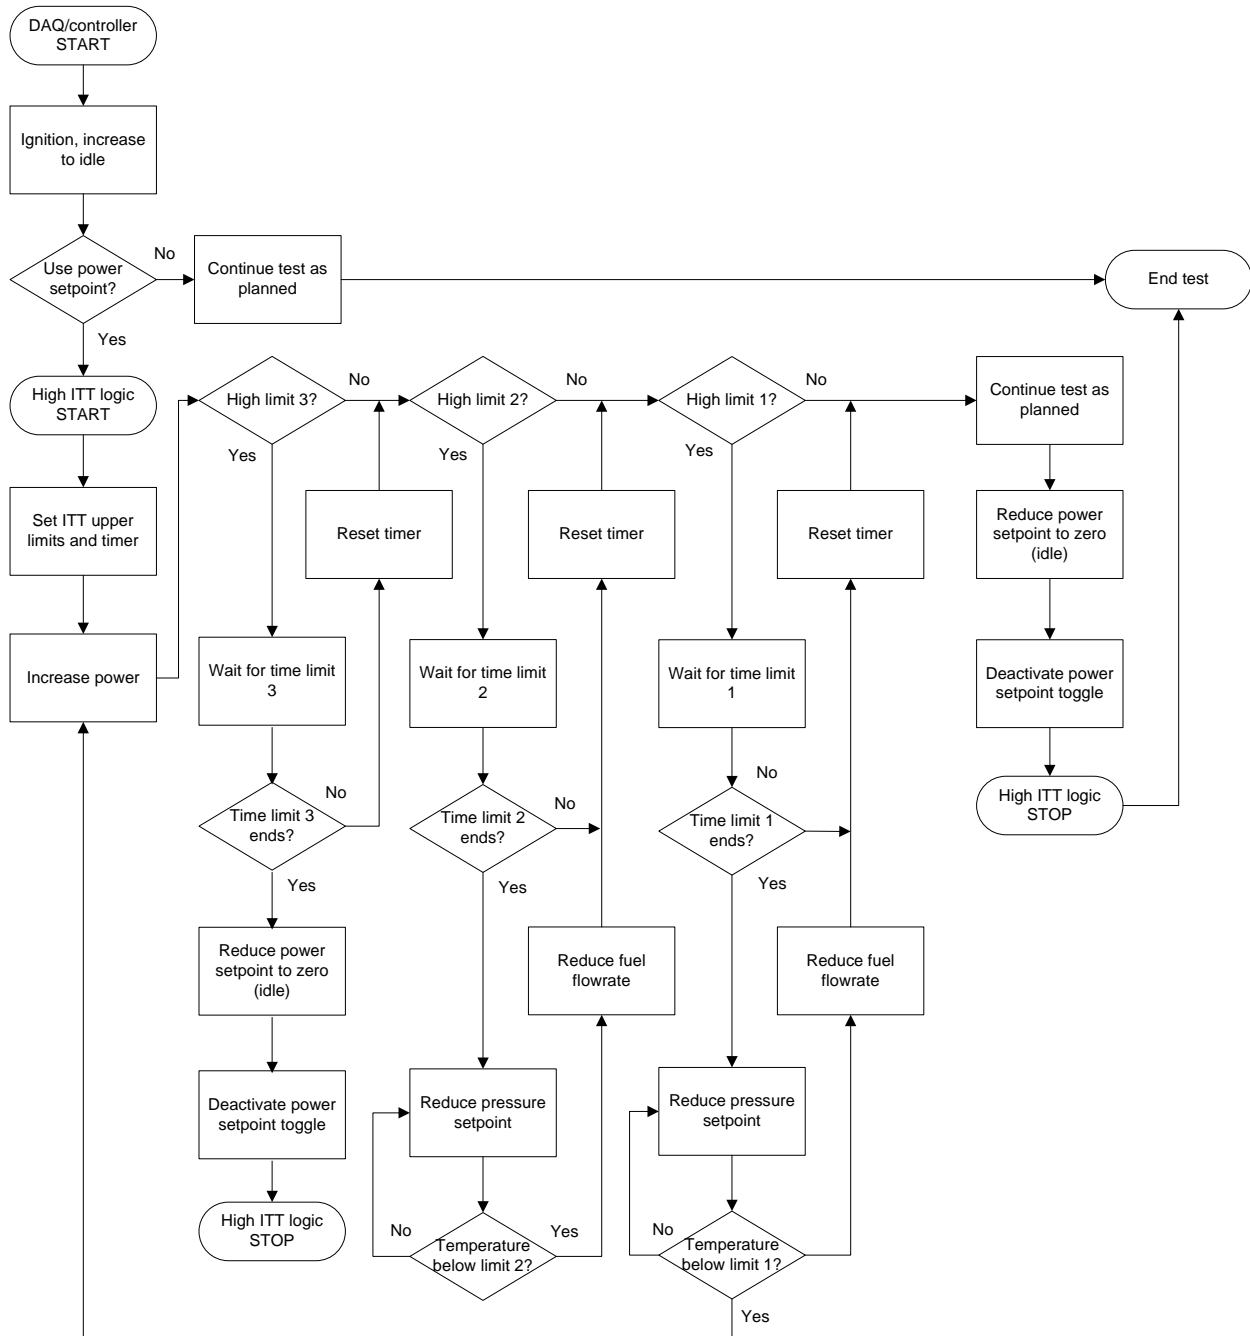 DAQ/controller
START
Ignition, increase
to idle
Use power
setpoint?
No
Continue test as
planned
End test
Yes
High ITT logic
START
High limit 3?
No
High limit 2?
No
High limit 1?
No
Continue test as
planned
Yes
Yes
Yes
Set ITT upper
limits and timer
Reset timer
Reset timer
Reset timer
Reduce power
setpoint to zero
(idle)
Increase power
Wait for time limit
3
Wait for time limit
2
Wait for time limit
1
Deactivate power
setpoint toggle
Time limit 3
ends?
No
Time limit 2
ends?
No
Time limit 1
ends?
No
High ITT logic
STOP
Yes
Yes
Yes
Reduce power
setpoint to zero
(idle)
Reduce fuel
flowrate
Reduce fuel
flowrate
Deactivate power
setpoint toggle
Reduce pressure
setpoint
Reduce pressure
setpoint
High ITT logic
STOP
No
Temperature
below limit 2?
Yes
No
Temperature
below limit 1?
Yes